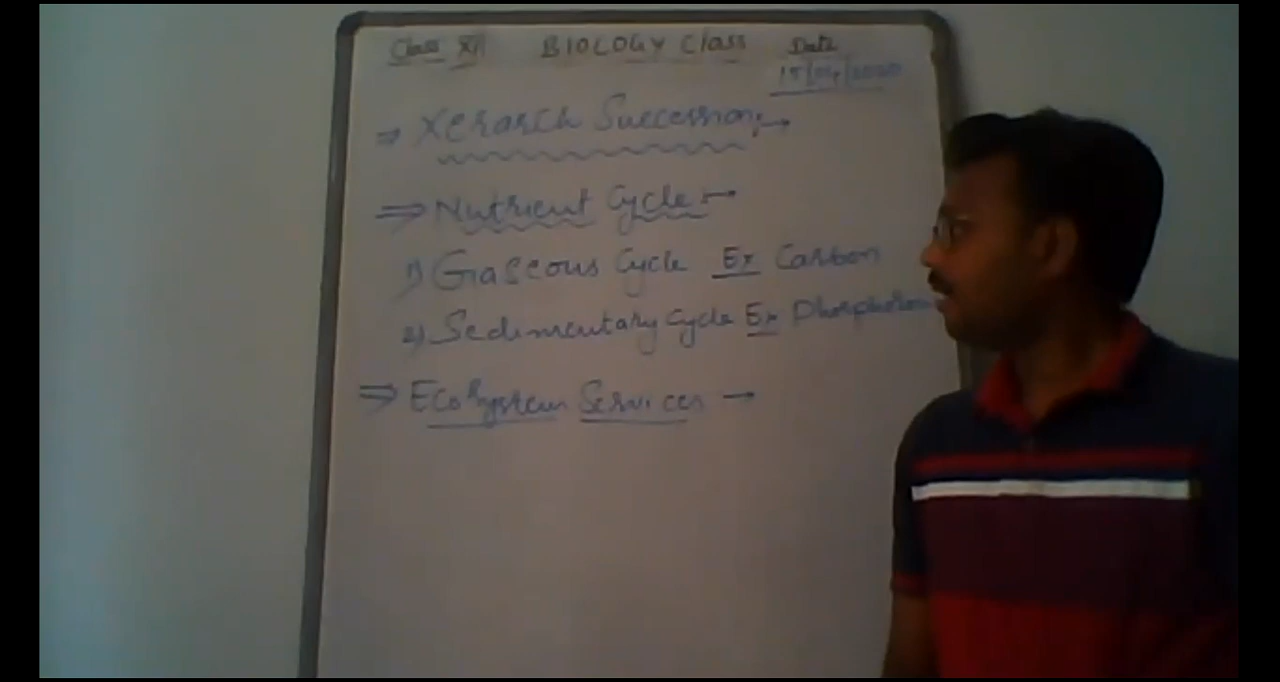 Class XII BIOLOGY Class Date
15/04/2020
⇒ Xerarch Succession:→
⇒ Nutrient Cycle:→
1) Gaseous Cycle Ex Carbon
2) Sedimentary Cycle Ex Phosphorou
⇒ Ecosystem Services →